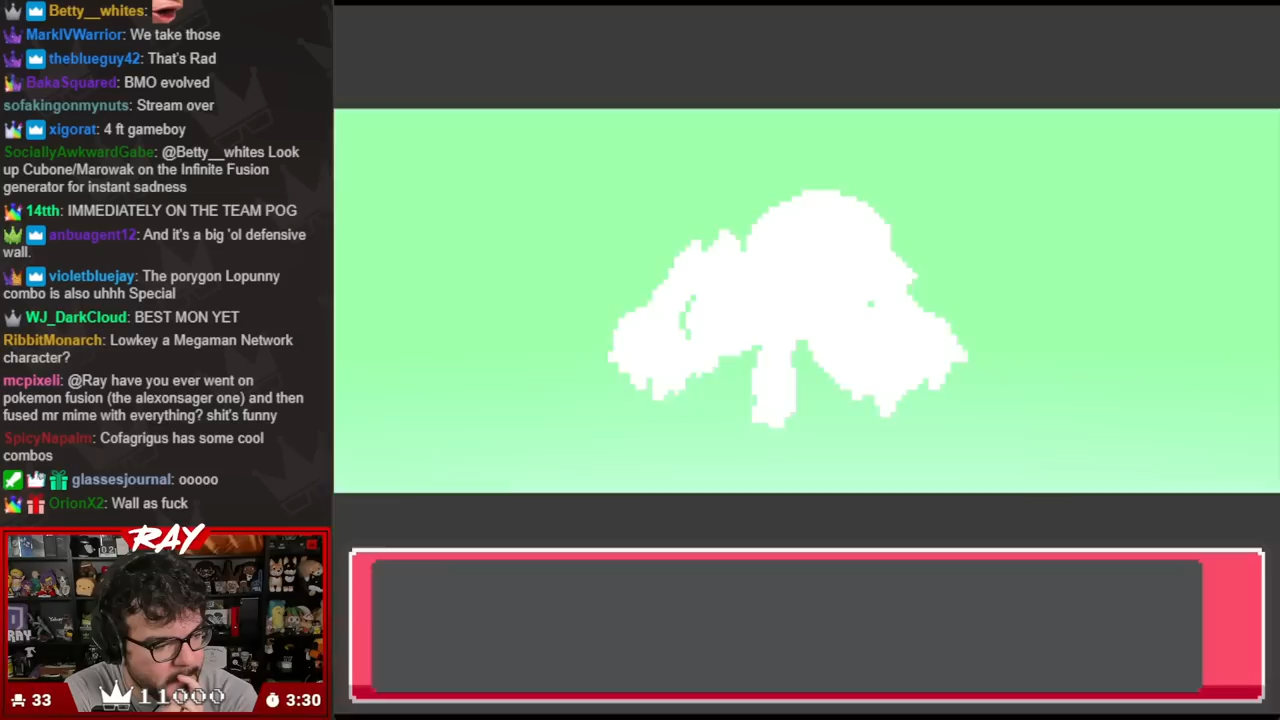 Betty__whites:
MarkIVWarrior: We take those
theblueguy42: That's Rad
BakaSquared: BMO evolved
sofakingonmynuts: Stream over
xigorat: 4 ft gameboy
SociallyAwkwardGabe: @Betty__whites Look
up Cubone/Marowak on the Infinite Fusion
generator for instant sadness
14tth: IMMEDIATELY ON THE TEAM POG
anbuagent12: And it's a big 'ol defensive
wall.
violetbluejay: The porygon Lopunny
combo is also uhhh Special
WJ_DarkCloud: BEST MON YET
RibbitMonarch: Lowkey a Megaman Network
character?
mcpixeli: @Ray have you ever went on
pokemon fusion (the alexonsager one) and then
fused mr mime with everything? shit's funny
SpicyNapalm: Cofagrigus has some cool
combos
glassesjournal: ooooo
OrionX2: Wall as fuck
RAY
RAY
33
11000
3:30